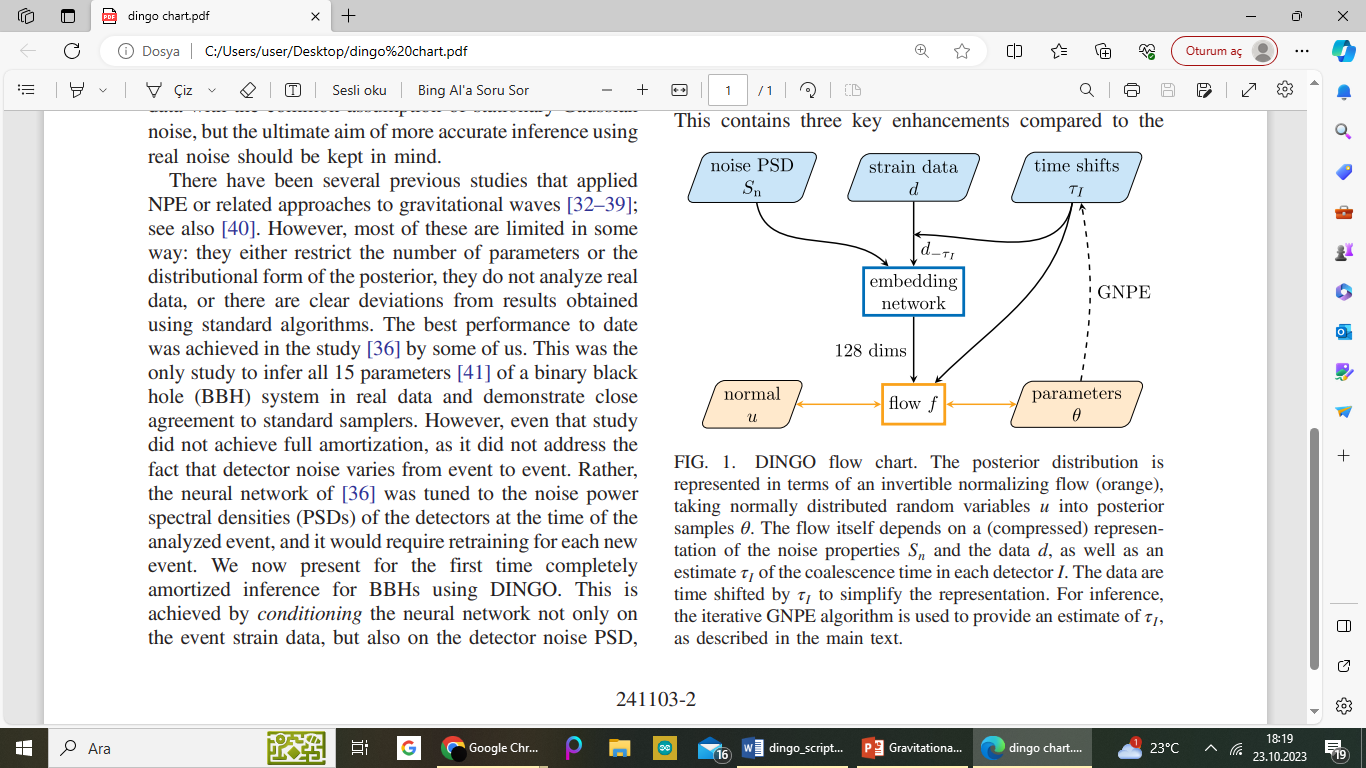 dingo chart.pdf
Dosya
C:/Users/user/Desktop/dingo%20chart.pdf
Oturum aç
Çiz
Sesli oku
Bing AI'a Soru Sor
1
/ 1
noise, but the ultimate aim of more accurate inference using
real noise should be kept in mind.
There have been several previous studies that applied
NPE or related approaches to gravitational waves [32–39];
see also [40]. However, most of these are limited in some
way: they either restrict the number of parameters or the
distributional form of the posterior, they do not analyze real
data, or there are clear deviations from results obtained
using standard algorithms. The best performance to date
was achieved in the study [36] by some of us. This was the
only study to infer all 15 parameters [41] of a binary black
hole (BBH) system in real data and demonstrate close
agreement to standard samplers. However, even that study
did not achieve full amortization, as it did not address the
fact that detector noise varies from event to event. Rather,
the neural network of [36] was tuned to the noise power
spectral densities (PSDs) of the detectors at the time of the
analyzed event, and it would require retraining for each new
event. We now present for the first time completely
amortized inference for BBHs using DINGO. This is
achieved by conditioning the neural network not only on
the event strain data, but also on the detector noise PSD,
This contains three key enhancements compared to the
noise PSD
Sn
strain data
d
time shifts
τI
d−τI
embedding
network
GNPE
128 dims
normal
u
flow f
parameters
θ
FIG. 1. DINGO flow chart. The posterior distribution is
represented in terms of an invertible normalizing flow (orange),
taking normally distributed random variables u into posterior
samples θ. The flow itself depends on a (compressed) represen-
tation of the noise properties Sn and the data d, as well as an
estimate τI of the coalescence time in each detector I. The data are
time shifted by τI to simplify the representation. For inference,
the iterative GNPE algorithm is used to provide an estimate of τI,
as described in the main text.
241103-2
Ara
Google Chr...
16
dingo_script...
Gravitationa...
dingo chart....
1
23°C
18:19
23.10.2023
19